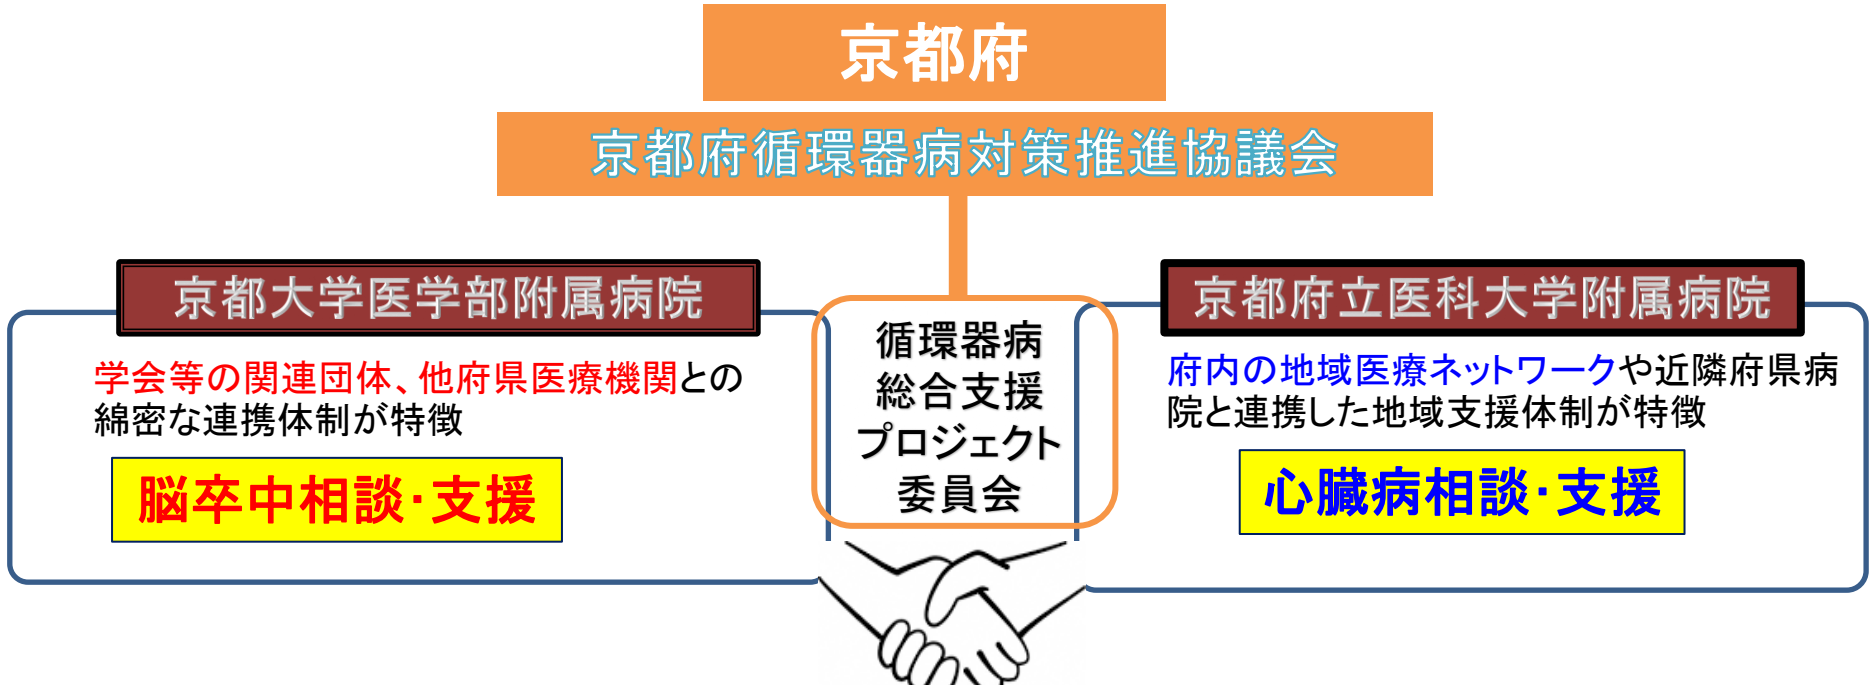 京都府
京都府循環器病対策推進協議会
京都大学医学部附属病院
学会等の関連団体、他府県医療機関との
綿密な連携体制が特徴
脳卒中相談・支援
循環器病
総合支援
プロジェクト
委員会
京都府立医科大学附属病院
府内の地域医療ネットワークや近隣府県病
院と連携した地域支援体制が特徴
心臓病相談・支援